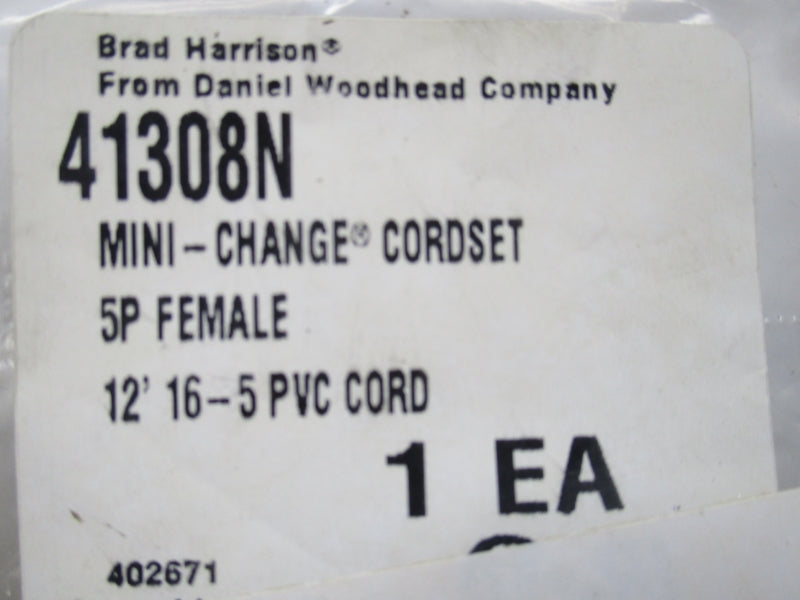 Brad Harrison®
From Daniel Woodhead Company
41308N
MINI-CHANGE® CORDSET
5P FEMALE
12' 16-5 PVC CORD
1 EA
402671